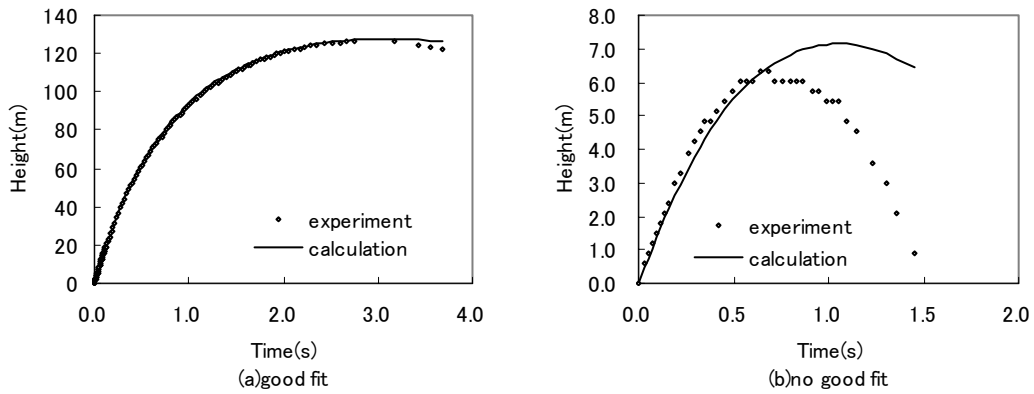 140
120
100
80
60
40
20
0
0.0 1.0 2.0 3.0 4.0
Height(m)
Time(s)
experiment
calculation
(a)good fit
8.0
7.0
6.0
5.0
4.0
3.0
2.0
1.0
0.0
0.0 0.5 1.0 1.5 2.0
Height(m)
Time(s)
experiment
calculation
(b)no good fit